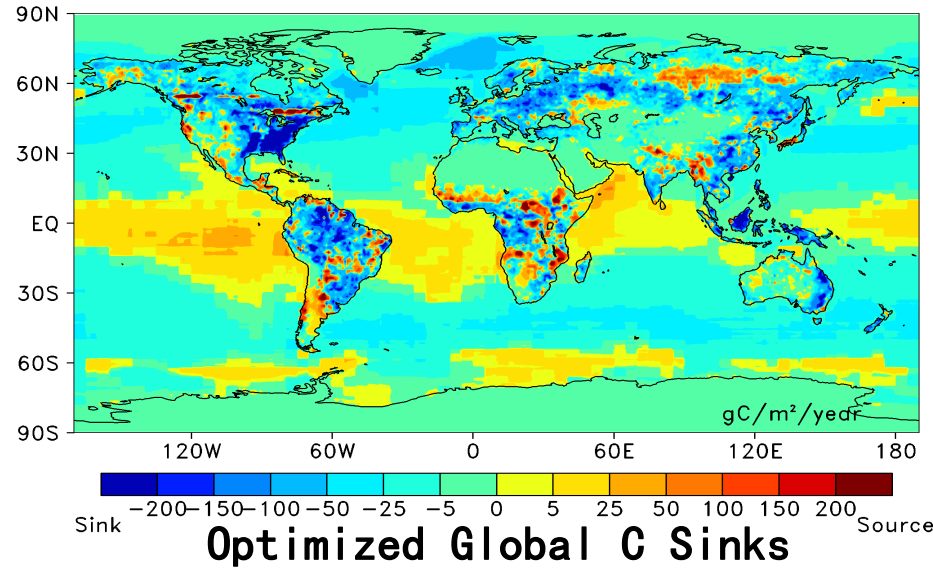 90N
60N
30N
EQ
30S
60S
90S
gC/m²/year
120W 60W 0 60E 120E 180
-200 -150 -100 -50 -25 -5 0 5 25 50 100 150 200
Sink Source
Optimized Global C Sinks